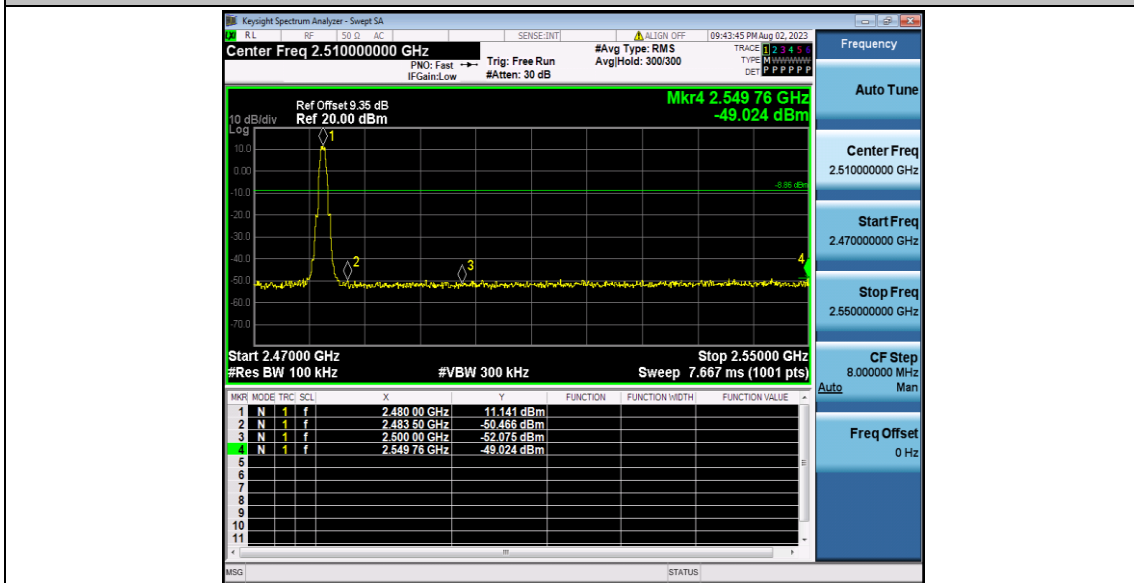 Keysight Spectrum Analyzer - Swept SA
RL RF 50 Ω AC SENSE:INT ALIGN OFF 09:43:45 PM Aug 02, 2023
Center Freq 2.510000000 GHz
PNO: Fast
IFGain:Low
Trig: Free Run
#Atten: 30 dB
#Avg Type: RMS
Avg|Hold: 300/300
TRACE 1 2 3 4 5 6
TYPE M W W W W W
DET P P P P P P
Frequency
Auto Tune
Center Freq
2.510000000 GHz
Start Freq
2.470000000 GHz
Stop Freq
2.550000000 GHz
CF Step
8.000000 MHz
Auto Man
Freq Offset
0 Hz
Mkr4 2.549 76 GHz
-49.024 dBm
Ref Offset 9.35 dB
10 dB/div Ref 20.00 dBm
Log
10.0
0.00
-10.0
-20.0
-30.0
-40.0
-50.0
-60.0
-70.0
1
2
3
4
-8.86 dBm
Start 2.47000 GHz Stop 2.55000 GHz
#Res BW 100 kHz #VBW 300 kHz Sweep 7.667 ms (1001 pts)
MKR MODE TRC SCL X Y FUNCTION FUNCTION WIDTH FUNCTION VALUE
1 N 1 f 2.480 00 GHz 11.141 dBm
2 N 1 f 2.483 50 GHz -50.466 dBm
3 N 1 f 2.500 00 GHz -52.075 dBm
4 N 1 f 2.549 76 GHz -49.024 dBm
5
6
7
8
9
10
11
MSG STATUS